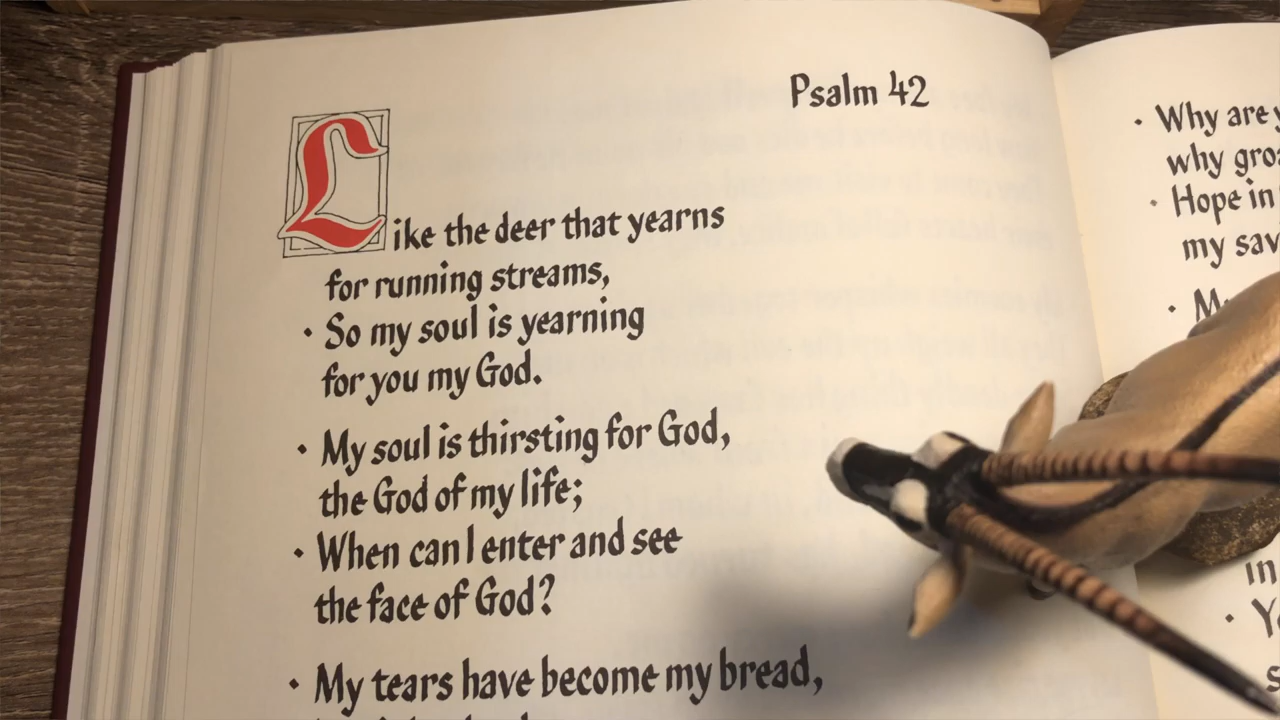 Psalm 42
Like the deer that yearns
for running streams,
• So my soul is yearning
for you my God.
• My soul is thirsting for God,
the God of my life;
• When can I enter and see
the face of God?
• My tears have become my bread,
• Why are
why
• Hope in
my